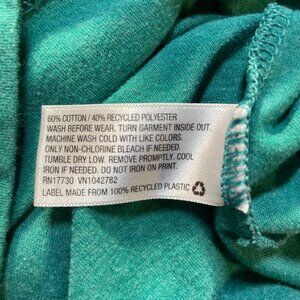 60% COTTON / 40% RECYCLED POLYESTER
WASH BEFORE WEAR. TURN GARMENT INSIDE OUT.
MACHINE WASH COLD WITH LIKE COLORS.
ONLY NON-CHLORINE BLEACH IF NEEDED.
TUMBLE DRY LOW. REMOVE PROMPTLY. COOL
IRON IF NEEDED. DO NOT IRON ON PRINT.
RN17730 VN1042782
LABEL MADE FROM 100% RECYCLED PLASTIC